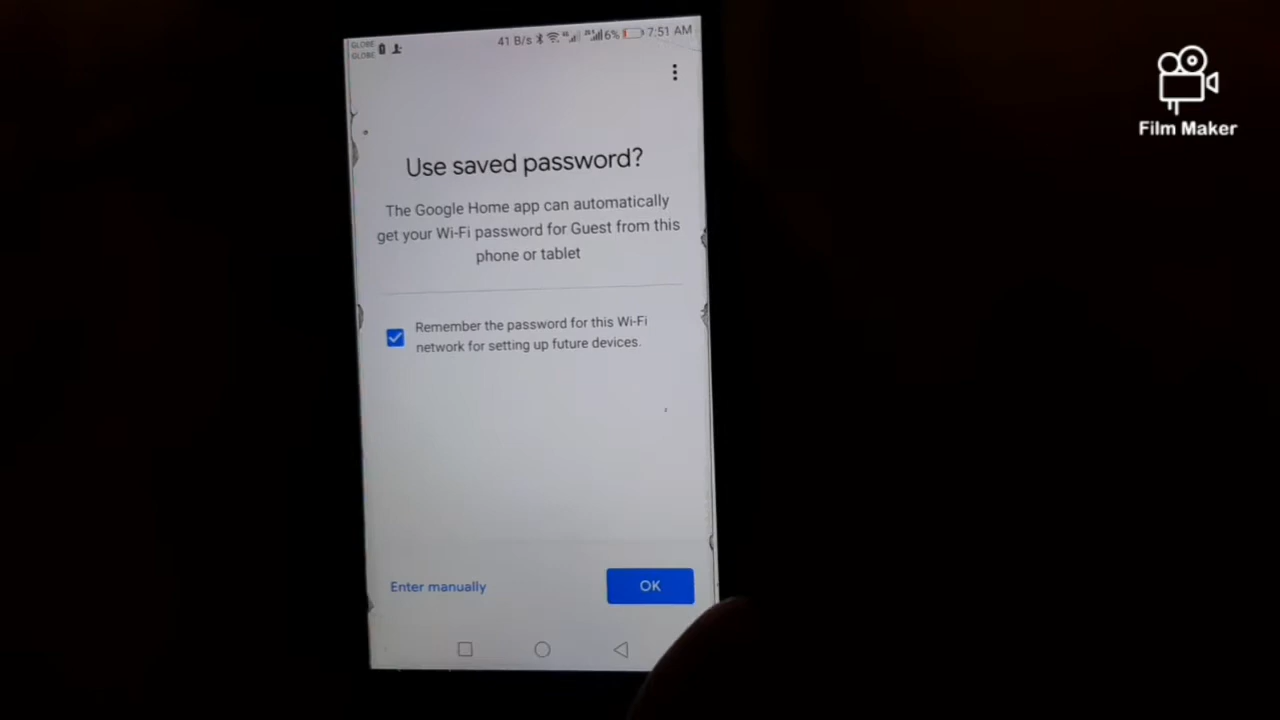 GLOBE
GLOBE
41 B/s 6% 7:51 AM
Film Maker
Use saved password?
The Google Home app can automatically
get your Wi-Fi password for Guest from this
phone or tablet
Remember the password for this Wi-Fi
network for setting up future devices.
Enter manually
OK